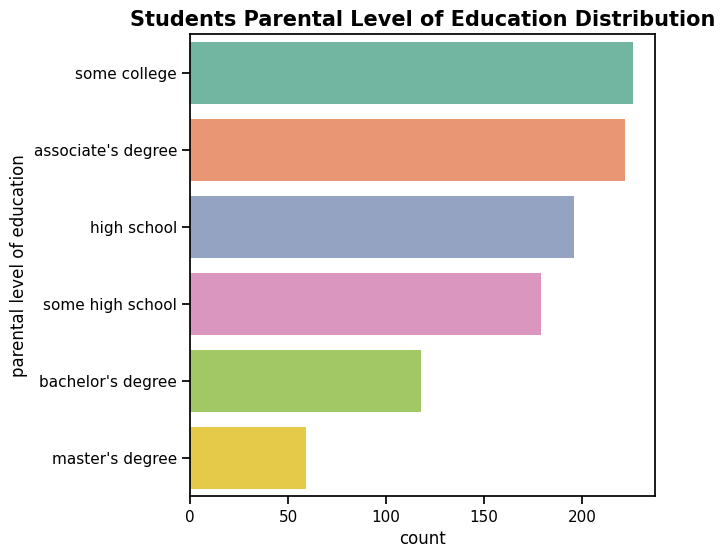 Students Parental Level of Education Distribution
parental level of education
some college
associate's degree
high school
some high school
bachelor's degree
master's degree
0 50 100 150 200
count